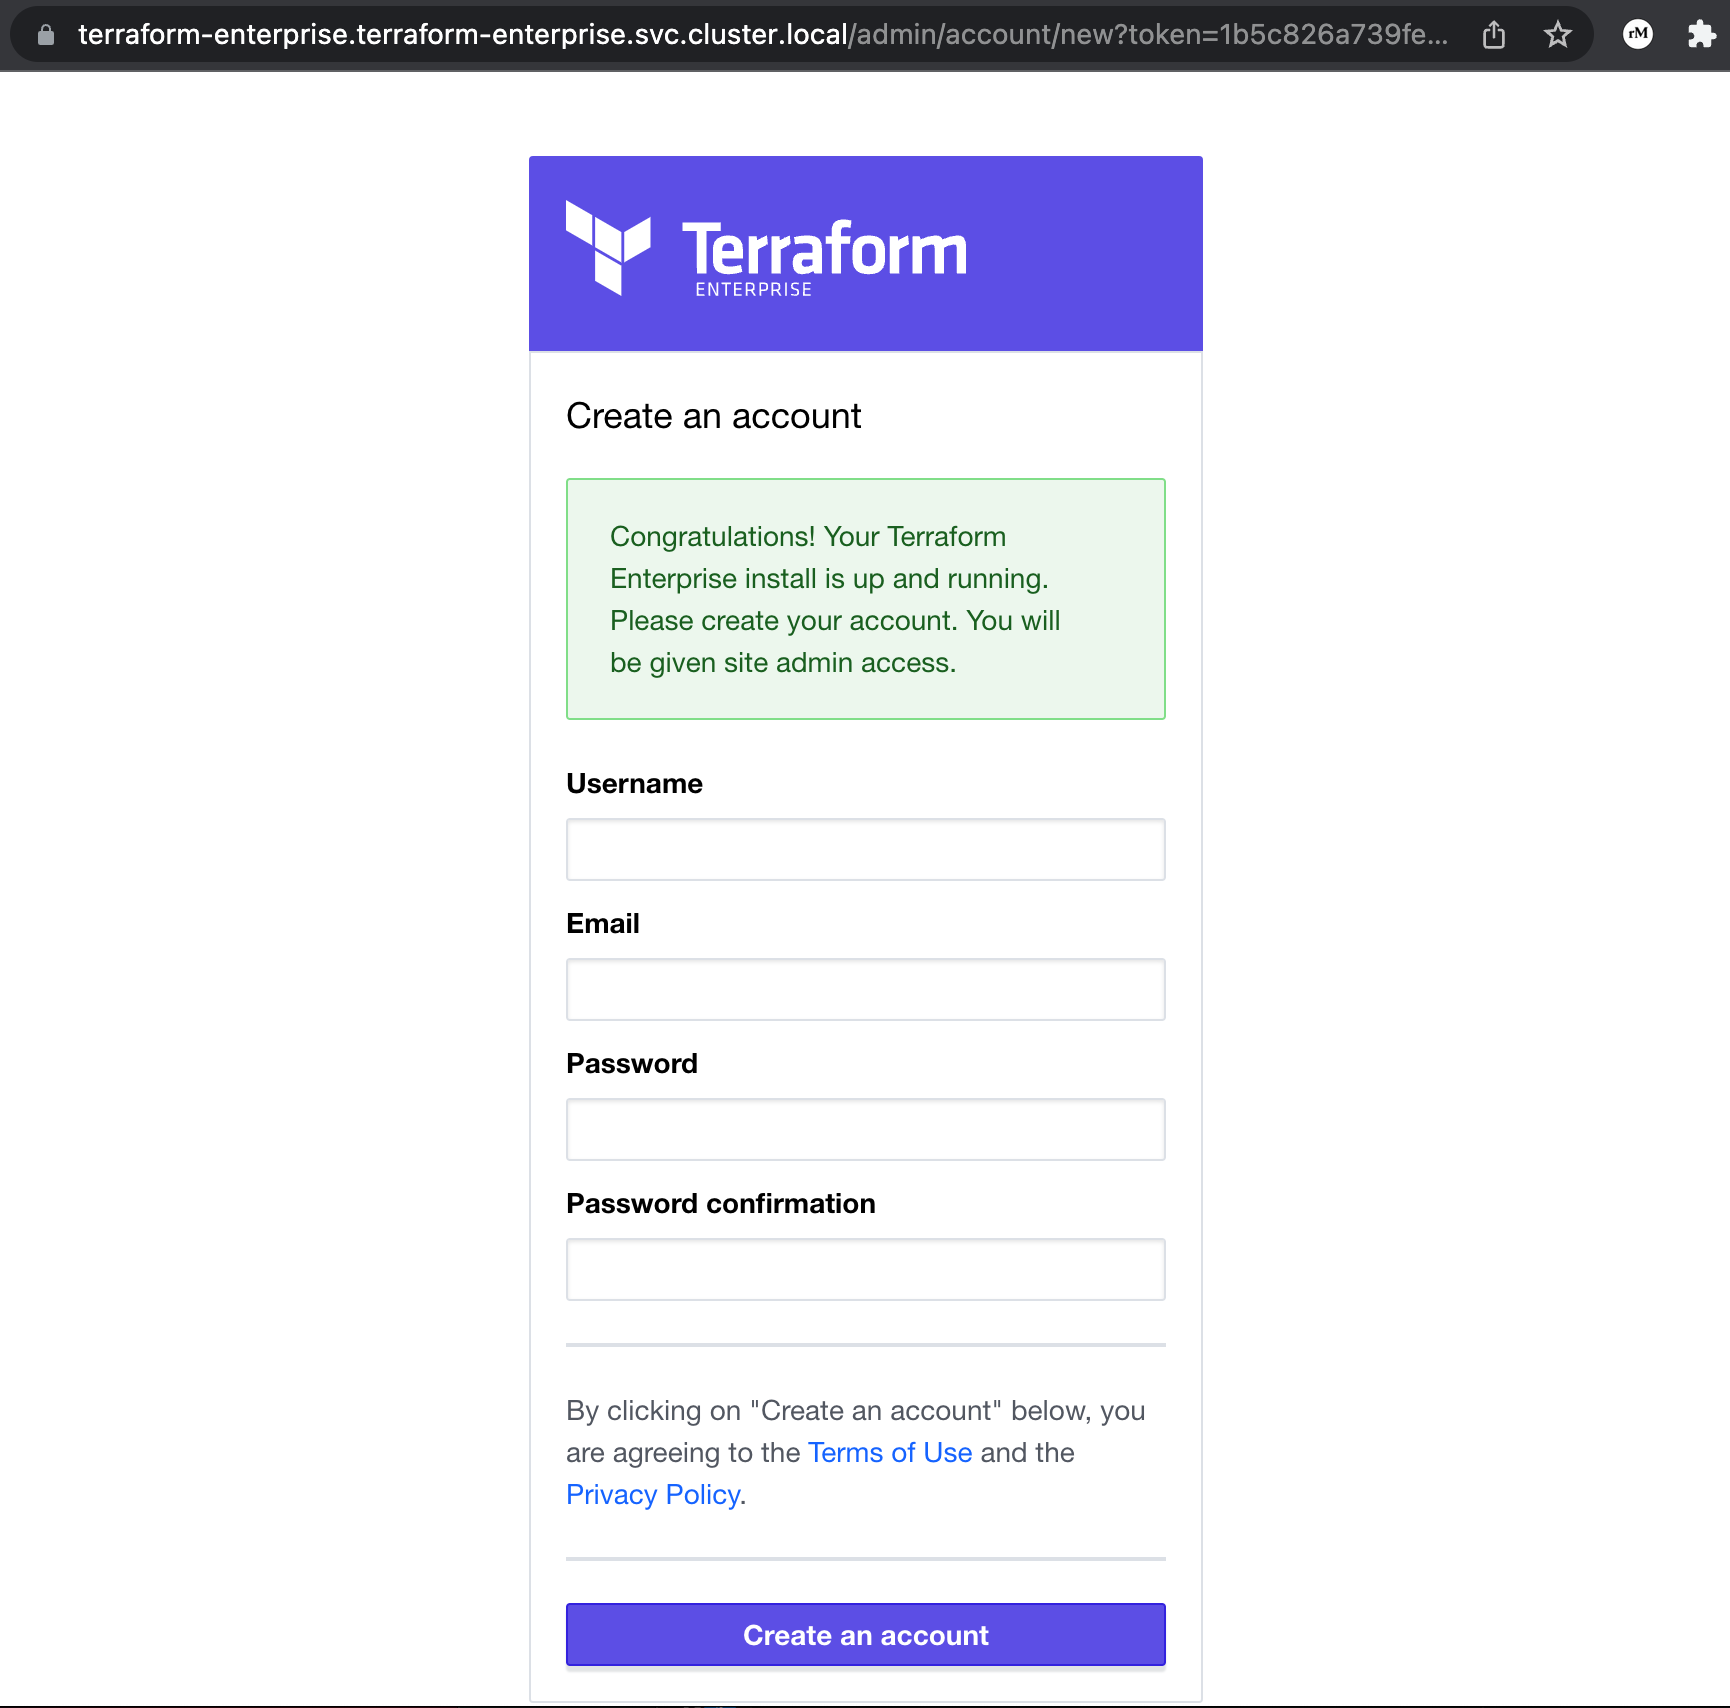 terraform-enterprise.terraform-enterprise.svc.cluster.local/admin/account/new?token=1b5c826a739fe...
rM
Terraform
ENTERPRISE
Create an account
Congratulations! Your Terraform
Enterprise install is up and running.
Please create your account. You will
be given site admin access.
Username
Email
Password
Password confirmation
By clicking on "Create an account" below, you
are agreeing to the Terms of Use and the
Privacy Policy.
Create an account